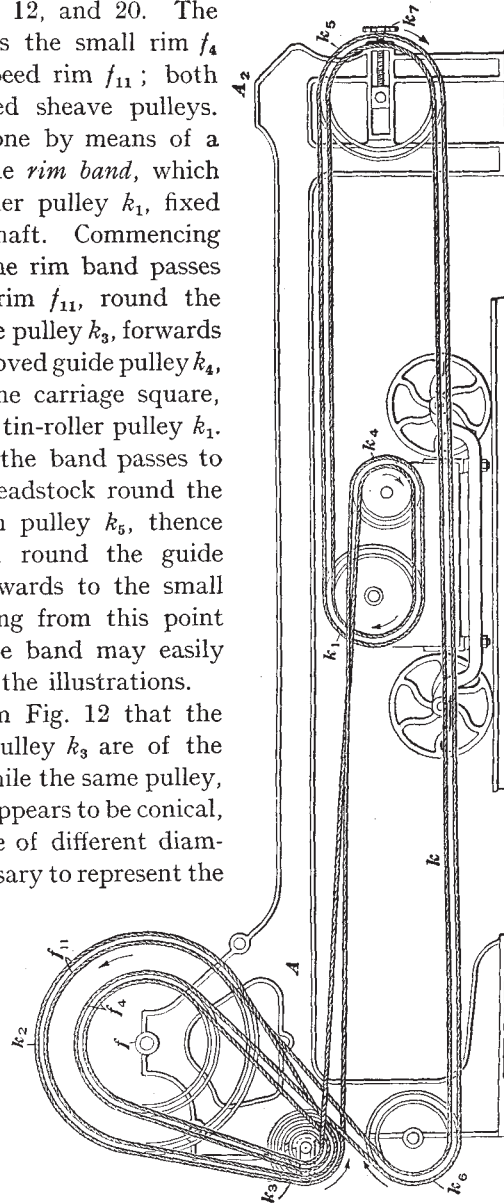 12, and 20. The
s the small rim f₄
eed rim f₁₁ ; both
ed sheave pulleys.
one by means of a
e rim band, which
er pulley k₁, fixed
haft. Commencing
ne rim band passes
rim f₁₁, round the
e pulley k₃, forwards
oved guide pulley k₄,
ne carriage square,
tin-roller pulley k₁.
the band passes to
eadstock round the
n pulley k₅, thence
round the guide
wards to the small
ng from this point
e band may easily
the illustrations.
m Fig. 12 that the
ulley k₃ are of the
hile the same pulley,
ppears to be conical,
e of different diam-
sary to represent the
k₅
k₇
A₂
k₄
k₁
k
f₁₁
k₂
f₄
f
A
k₃
k₆